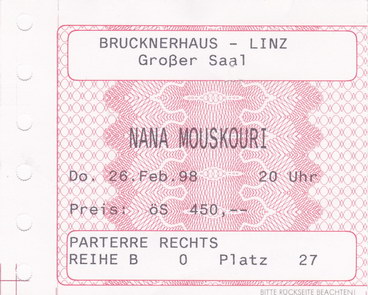 BRUCKNERHAUS - LINZ
Großer Saal
NANA MOUSKOURI
Do. 26.Feb.98 20 Uhr
Preis: öS 450,--
PARTERRE RECHTS
REIHE B 0 Platz 27
BITTE RÜCKSEITE BEACHTEN!